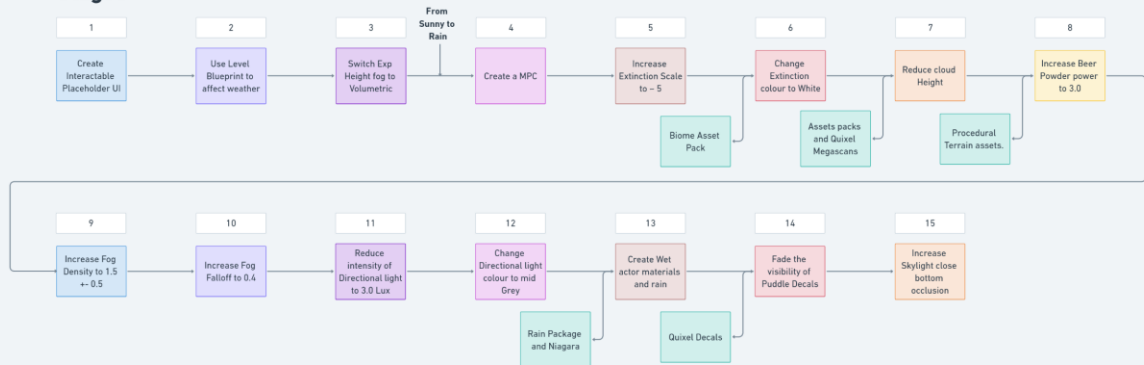 From
Sunny to
Rain
1
2
3
4
5
6
7
8
Create
Interactable
Placeholder UI
Use Level
Blueprint to
affect weather
Switch Exp
Height fog to
Volumetric
Create a MPC
Increase
Extinction Scale
to ~ 5
Change
Extinction
colour to White
Reduce cloud
Height
Increase Beer
Powder power
to 3.0
Biome Asset
Pack
Assets packs
and Quixel
Megascans
Procedural
Terrain assets.
9
10
11
12
13
14
15
Increase Fog
Density to 1.5
+- 0.5
Increase Fog
Falloff to 0.4
Reduce
intensity of
Directional light
to 3.0 Lux
Change
Directional light
colour to mid
Grey
Create Wet
actor materials
and rain
Fade the
visibility of
Puddle Decals
Increase
Skylight close
bottom
occlusion
Rain Package
and Niagara
Quixel Decals